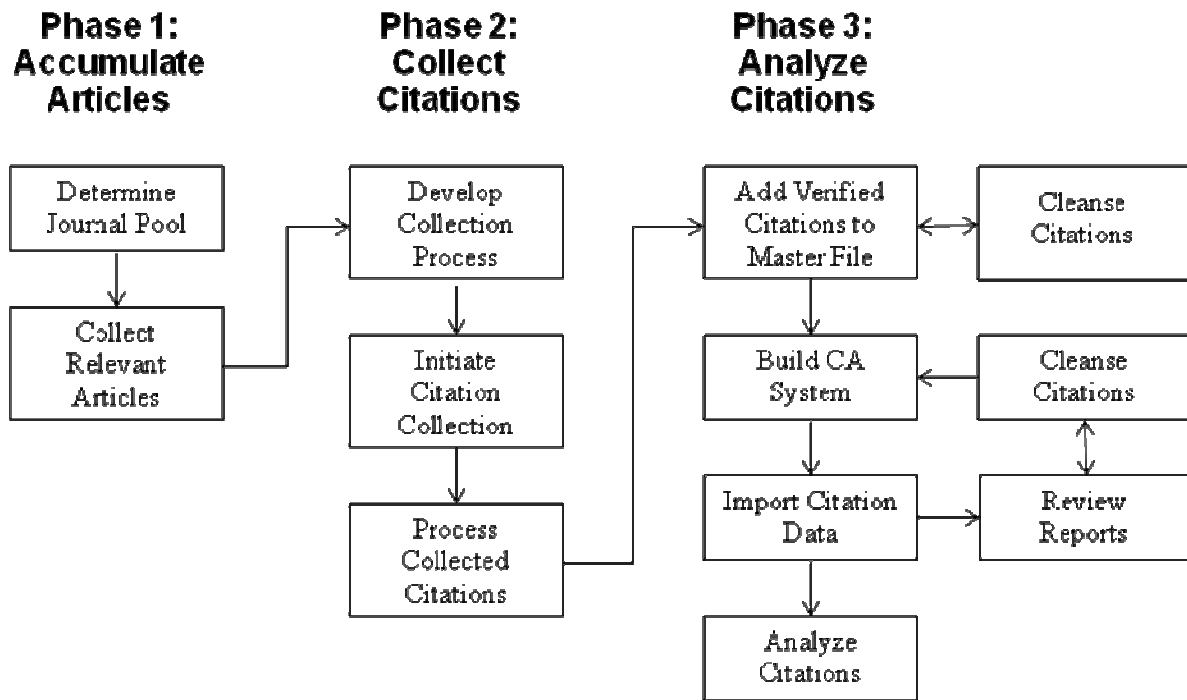 Phase 1:
Accumulate
Articles
Phase 2:
Collect
Citations
Phase 3:
Analyze
Citations
Determine
Journal Pool
Collect
Relevant
Articles
Develop
Collection
Process
Initiate
Citation
Collection
Process
Collected
Citations
Add Verified
Citations to
Master File
Cleanse
Citations
Build CA
System
Cleanse
Citations
Import Citation
Data
Review
Reports
Analyze
Citations